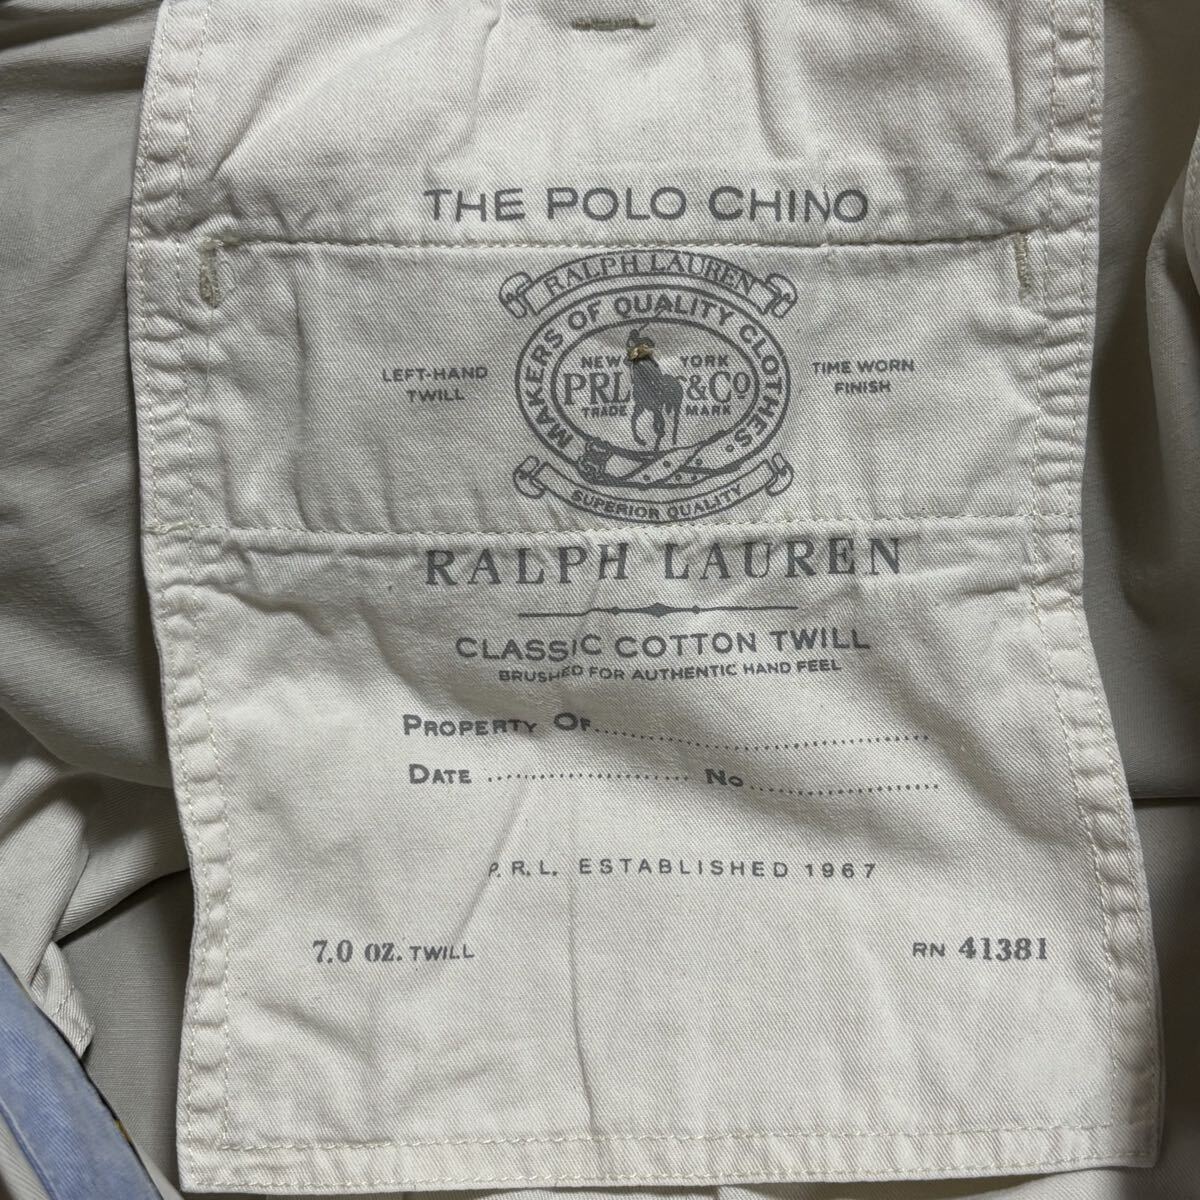 THE POLO CHINO
RALPH LAUREN
MAKERS OF QUALITY CLOTHES.
NEW YORK
PRL &Co
TRADE MARK
SUPERIOR QUALITY
LEFT-HAND
TWILL
TIME WORN
FINISH
RALPH LAUREN
CLASSIC COTTON TWILL
BRUSHED FOR AUTHENTIC HAND FEEL
PROPERTY OF
DATE No
P.R.L. ESTABLISHED 1967
7.0 OZ. TWILL RN 41381